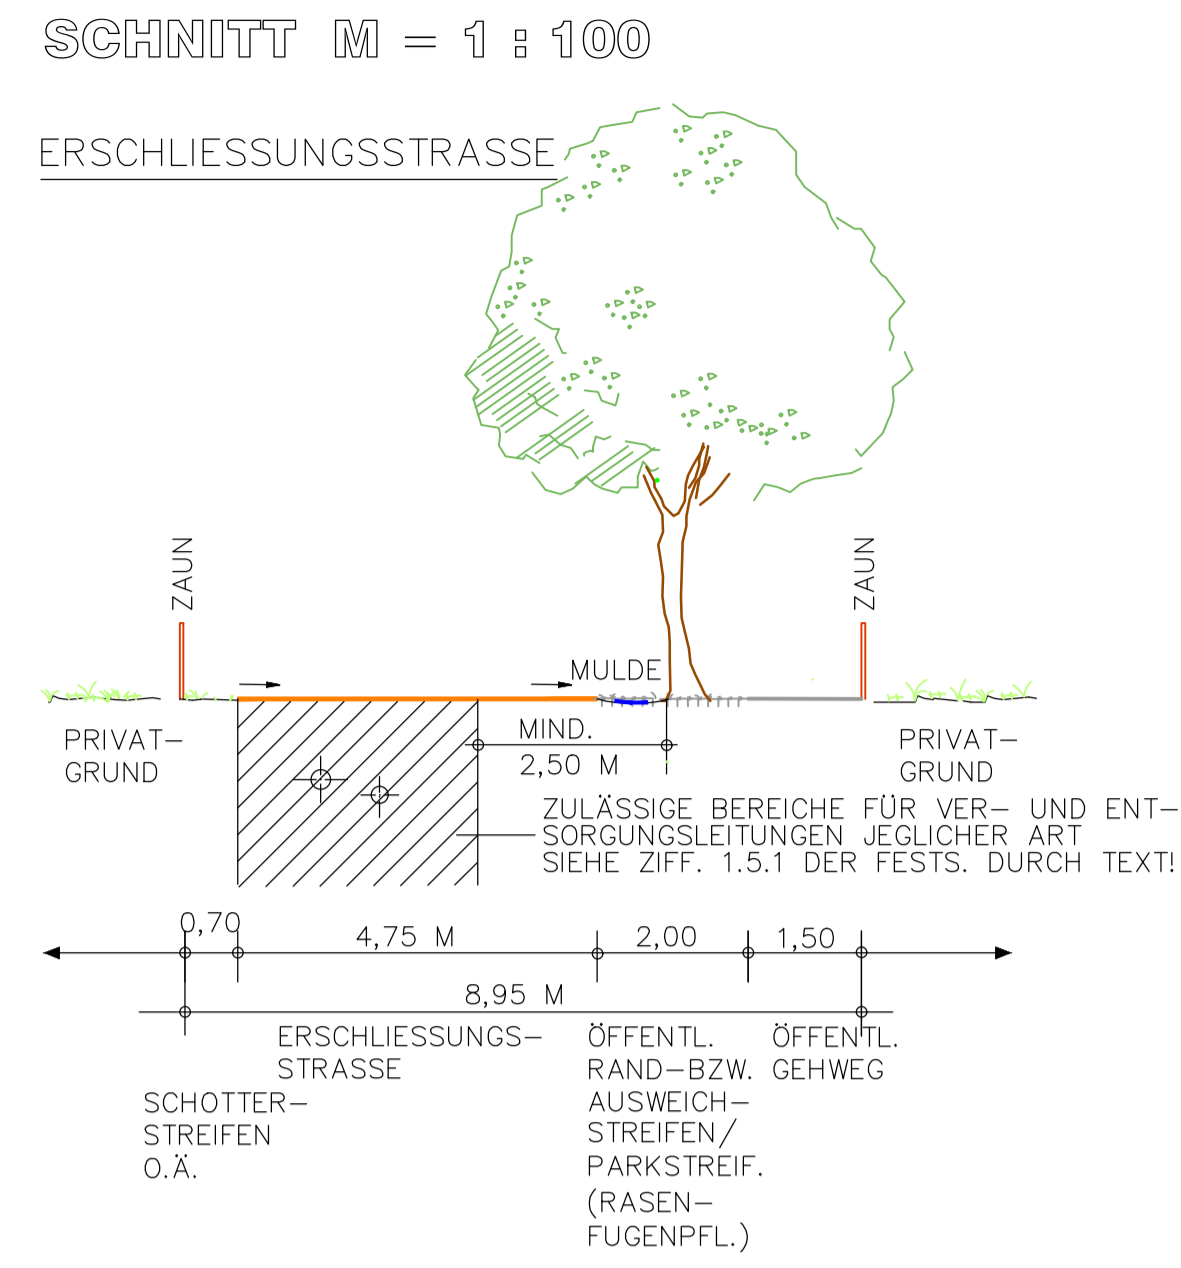 SCHNITT M = 1 : 100
ERSCHLIESSUNGSSTRASSE
ZAUN
ZAUN
MULDE
PRIVAT-
GRUND
MIND.
2,50 M
PRIVAT-
GRUND
ZULÄSSIGE BEREICHE FÜR VER- UND ENT-
SORGUNGSLEITUNGEN JEGLICHER ART
SIEHE ZIFF. 1.5.1 DER FESTS. DURCH TEXT!
0,70
4,75 M
2,00
1,50
8,95 M
ERSCHLIESSUNGS-
STRASSE
ÖFFENTL.
RAND-BZW.
AUSWEICH-
STREIFEN/
PARKSTREIF.
(RASEN-
FUGENPFL.)
ÖFFENTL.
GEHWEG
SCHOTTER-
STREIFEN
O.Ä.